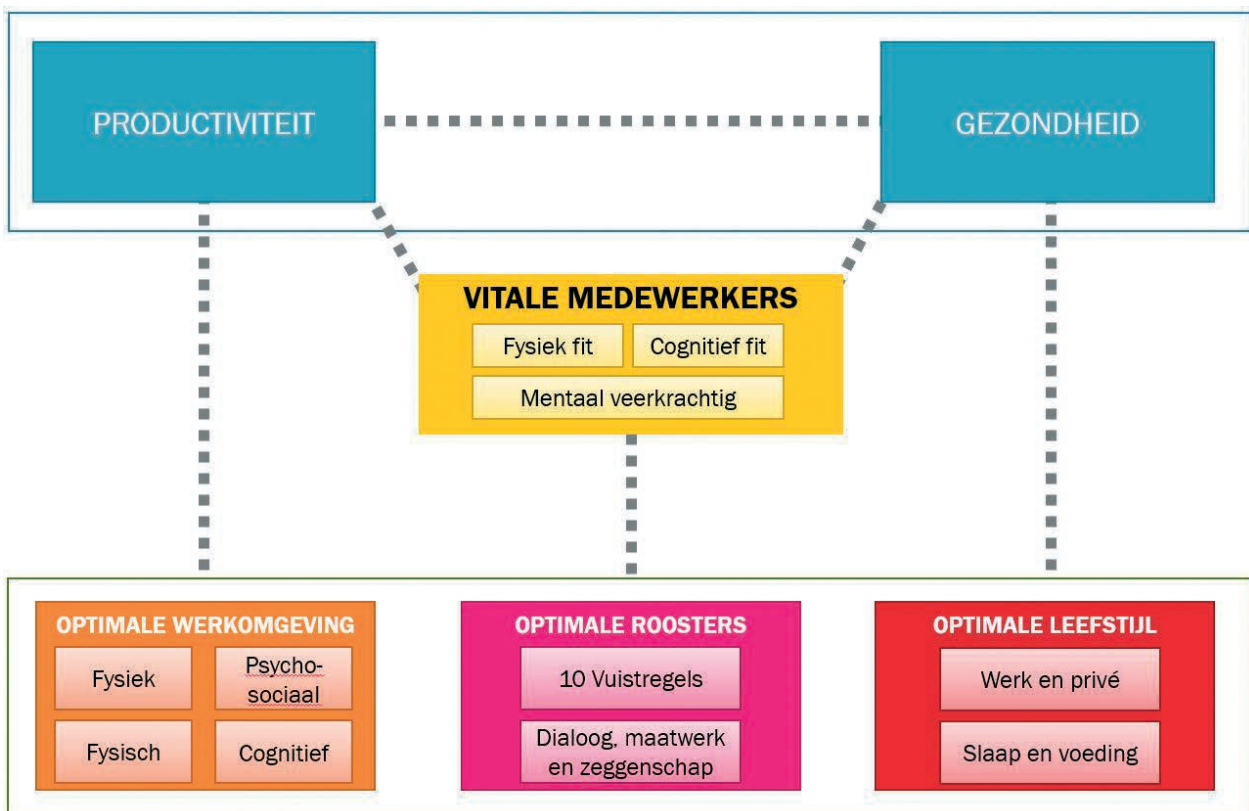 PRODUCTIVITEIT
GEZONDHEID
VITALE MEDEWERKERS
Fysiek fit
Cognitief fit
Mentaal veerkrachtig
OPTIMALE WERKOMGEVING
Fysiek
Psycho-
sociaal
Fysisch
Cognitief
OPTIMALE ROOSTERS
10 Vuistregels
Dialoog, maatwerk
en zeggenschap
OPTIMALE LEEFSTIJL
Werk en privé
Slaap en voeding